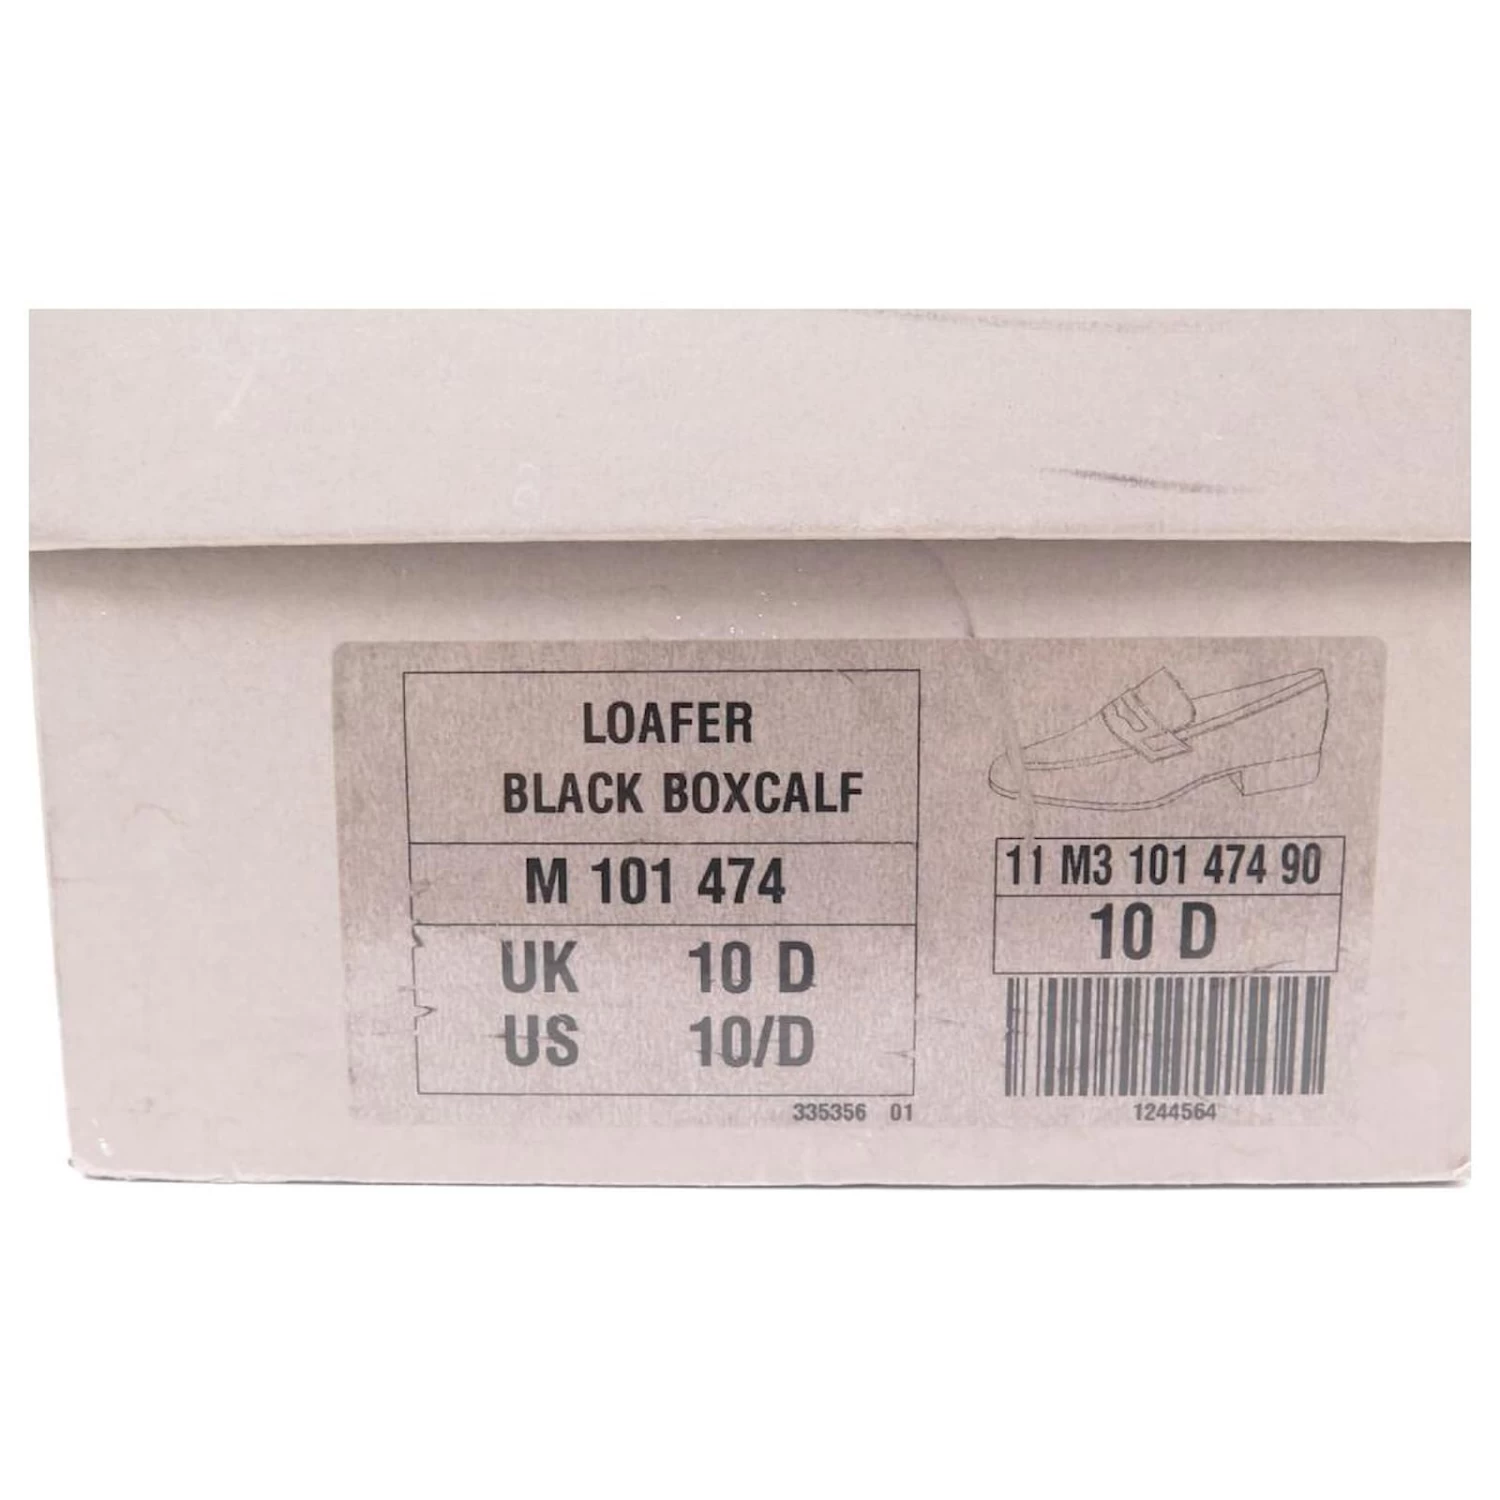 LOAFER
BLACK BOXCALF
M 101 474
UK 10 D
US 10/D
335356 01
11 M3 101 474 90
10 D
1244564